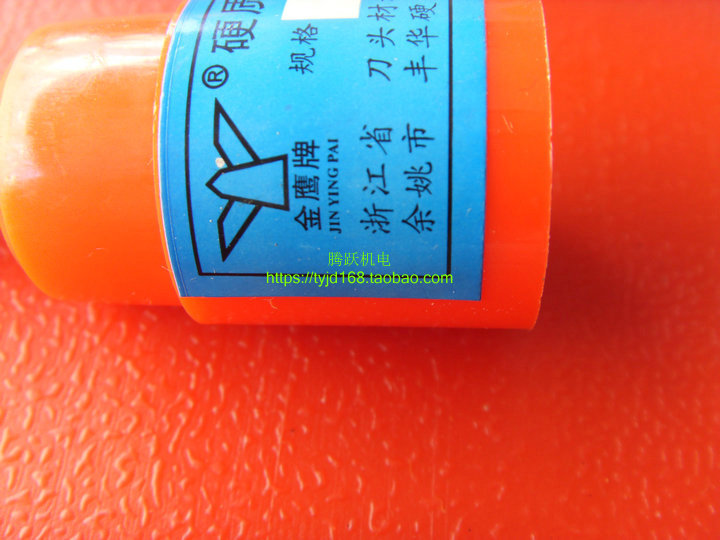 ® 硬质
金鹰牌
JIN YING PAI
规格
刀头材
浙江省
余姚市
丰华硬
腾跃机电
https://tyjd168.taobao.com